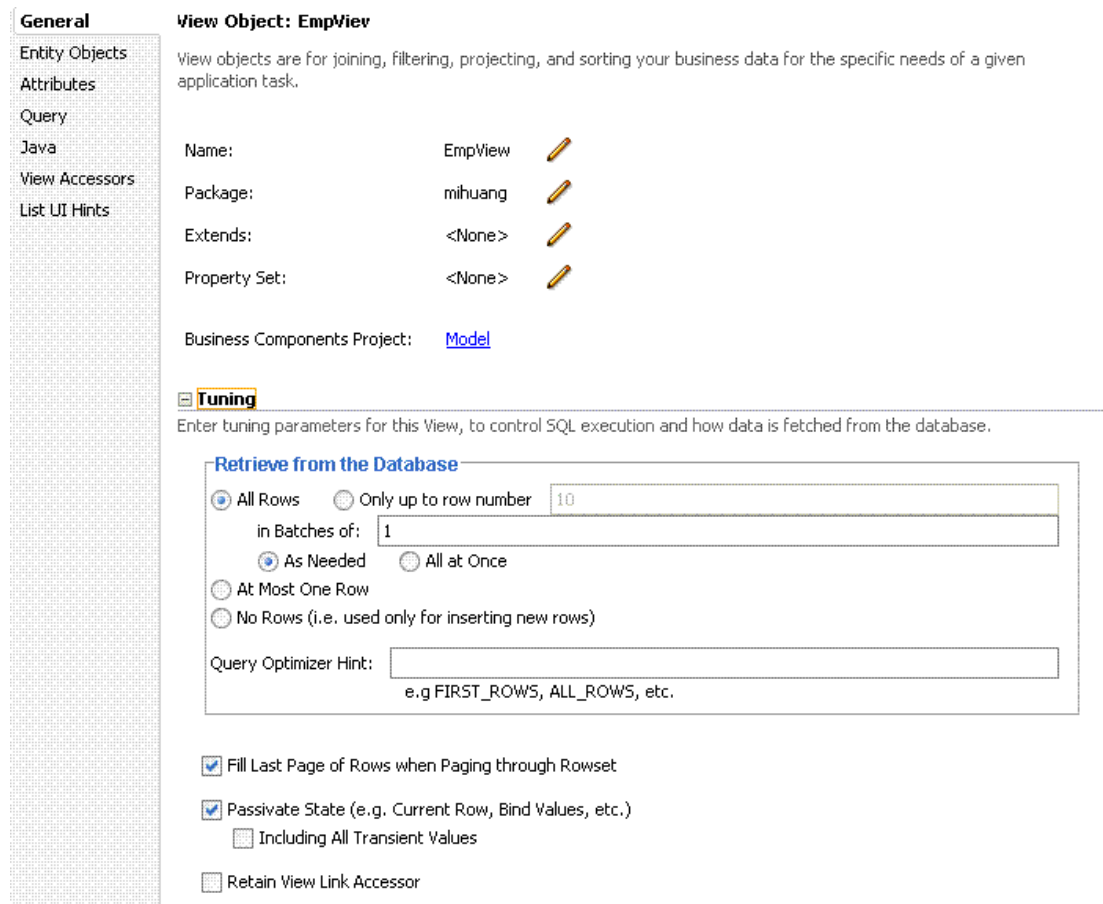 General
Entity Objects
Attributes
Query
Java
View Accessors
List UI Hints
View Object: EmpView
View objects are for joining, filtering, projecting, and sorting your business data for the specific needs of a given
application task.
Name: EmpView
Package: mihuang
Extends: <None>
Property Set: <None>
Business Components Project: Model
Tuning
Enter tuning parameters for this View, to control SQL execution and how data is fetched from the database.
Retrieve from the Database
All Rows Only up to row number 10
in Batches of: 1
As Needed All at Once
At Most One Row
No Rows (i.e. used only for inserting new rows)
Query Optimizer Hint:
e.g FIRST_ROWS, ALL_ROWS, etc.
Fill Last Page of Rows when Paging through Rowset
Passivate State (e.g. Current Row, Bind Values, etc.)
Including All Transient Values
Retain View Link Accessor